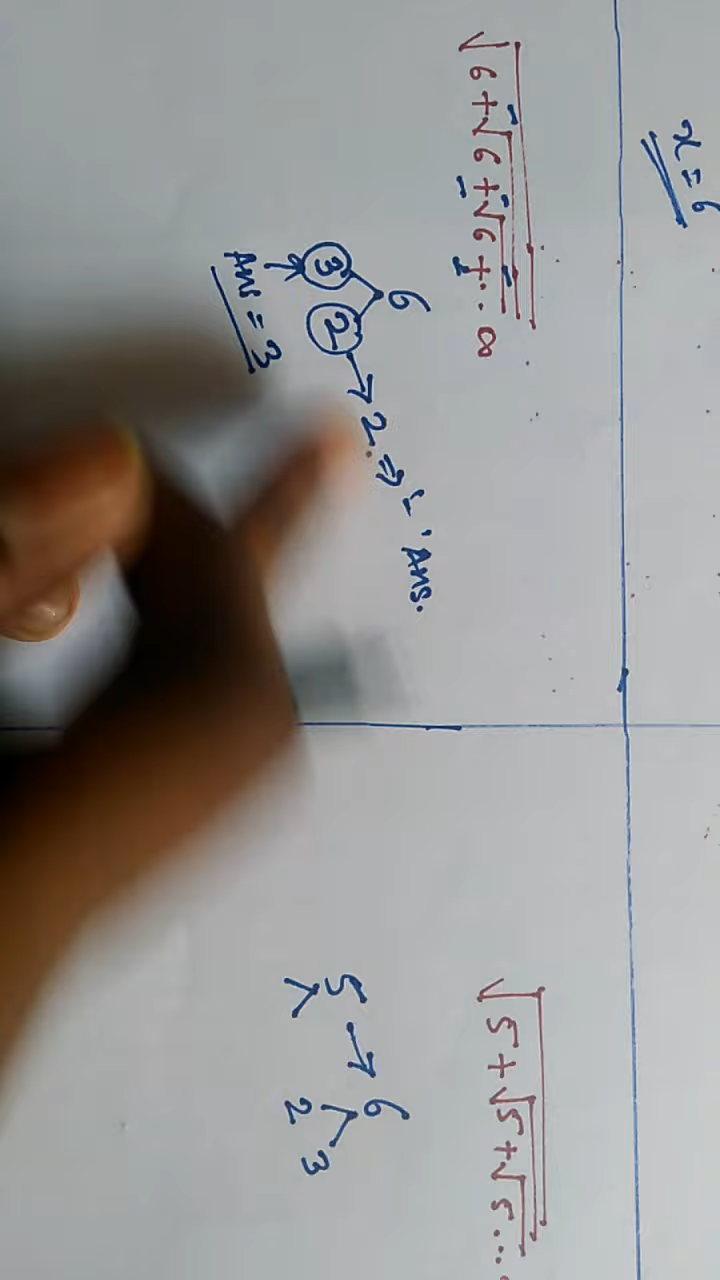 x = 6
√6+√6+√6+..∞
6
3 2 → 2. ⇒ '-' Ans.
Ans = 3
√5+√5+√5...
5 → 6
2 3